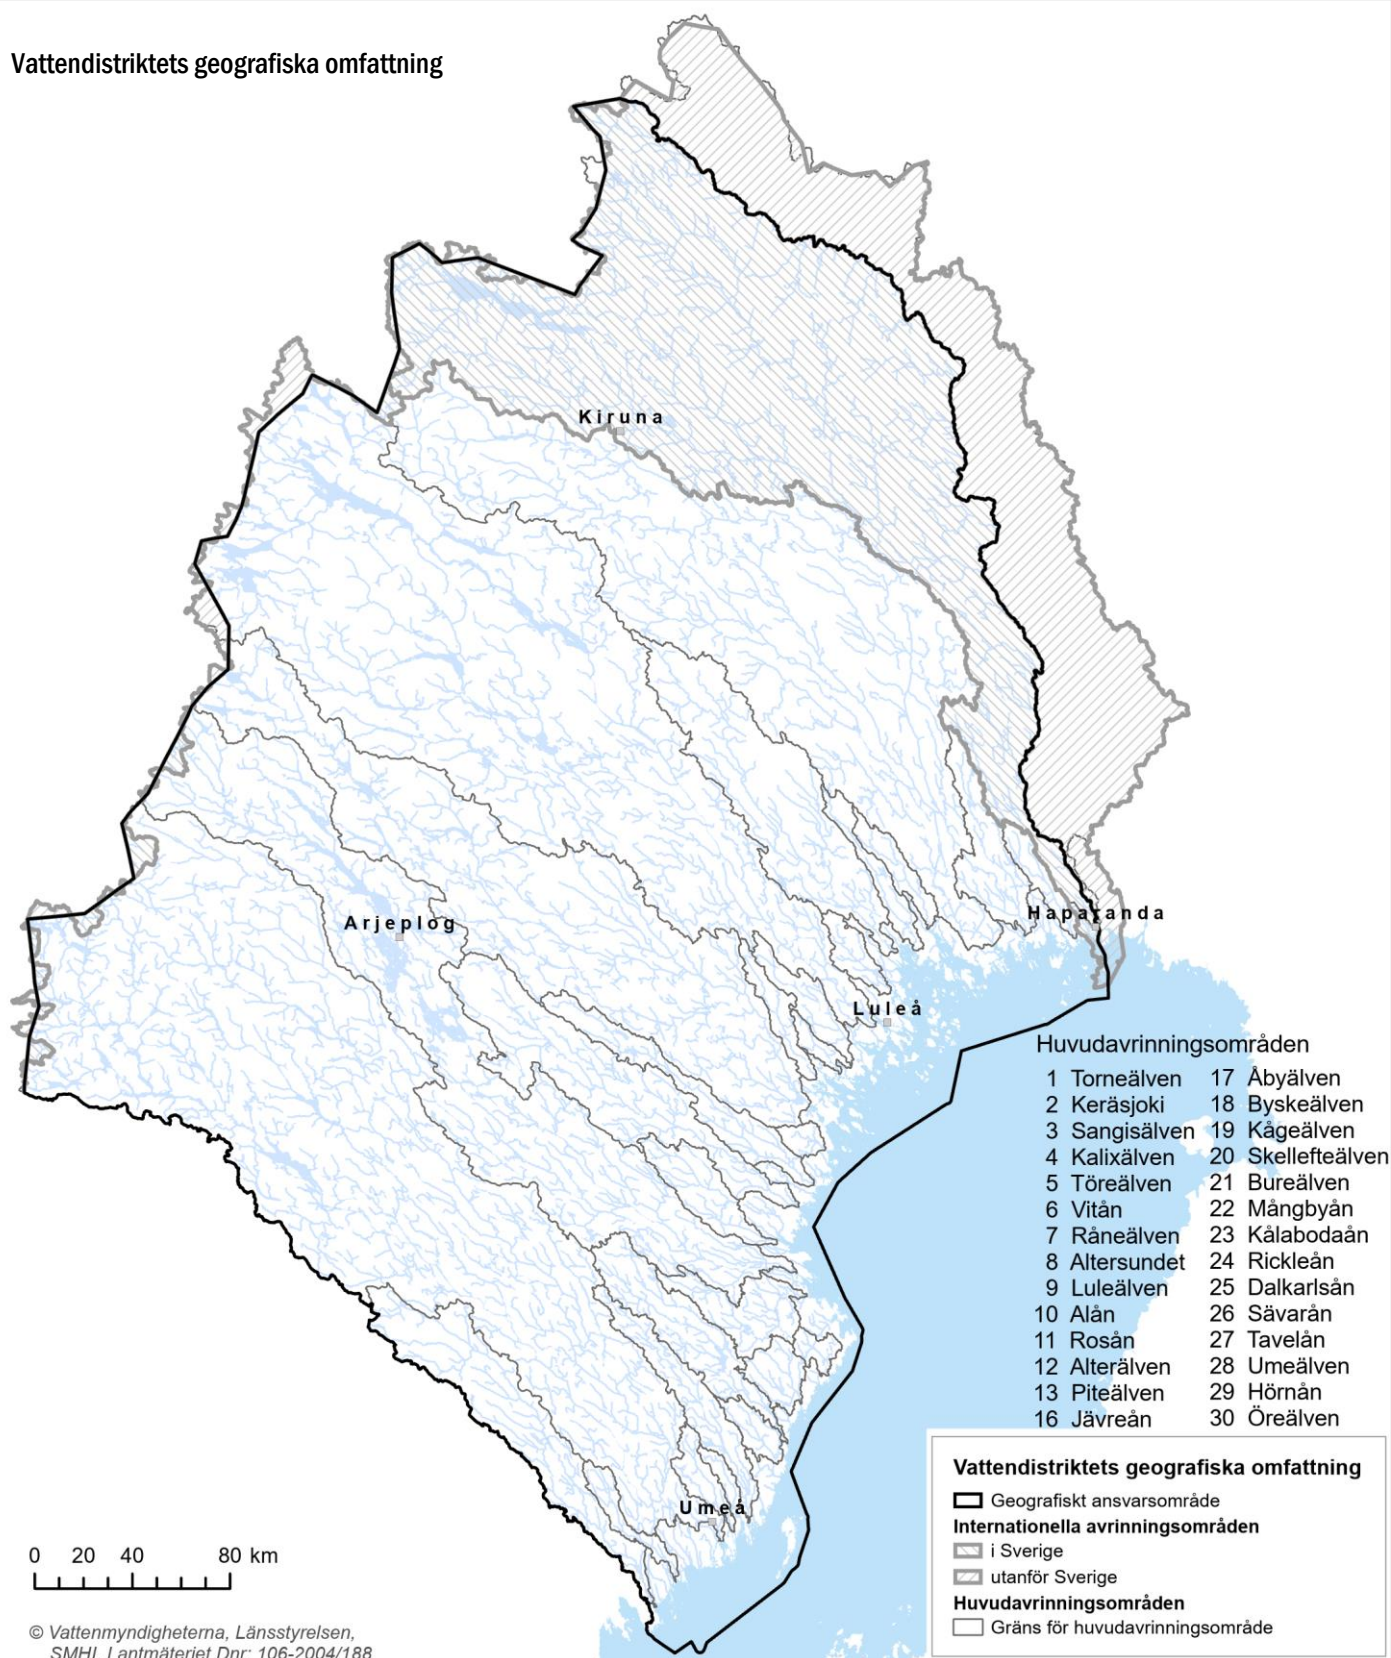 Vattendistriktets geografiska omfattning
Kiruna
Arjeplog
Haparanda
Luleå
Umeå
Huvudavrinningsområden
1 Torneälven 17 Åbyälven
2 Keräsjoki 18 Byskeälven
3 Sangisälven 19 Kågeälven
4 Kalixälven 20 Skellefteälven
5 Töreälven 21 Bureälven
6 Vitån 22 Mångbyån
7 Råneälven 23 Kålabodaån
8 Altersundet 24 Rickleån
9 Luleälven 25 Dalkarlsån
10 Alån 26 Sävarån
11 Rosån 27 Tavelån
12 Alterälven 28 Umeälven
13 Piteälven 29 Hörnån
16 Jävreån 30 Öreälven
Vattendistriktets geografiska omfattning
Geografiskt ansvarsområde
Internationella avrinningsområden
i Sverige
utanför Sverige
Huvudavrinningsområden
Gräns för huvudavrinningsområde
0 20 40 80 km
© Vattenmyndigheterna, Länsstyrelsen,
SMHI, Lantmäteriet Dnr: 106-2004/188